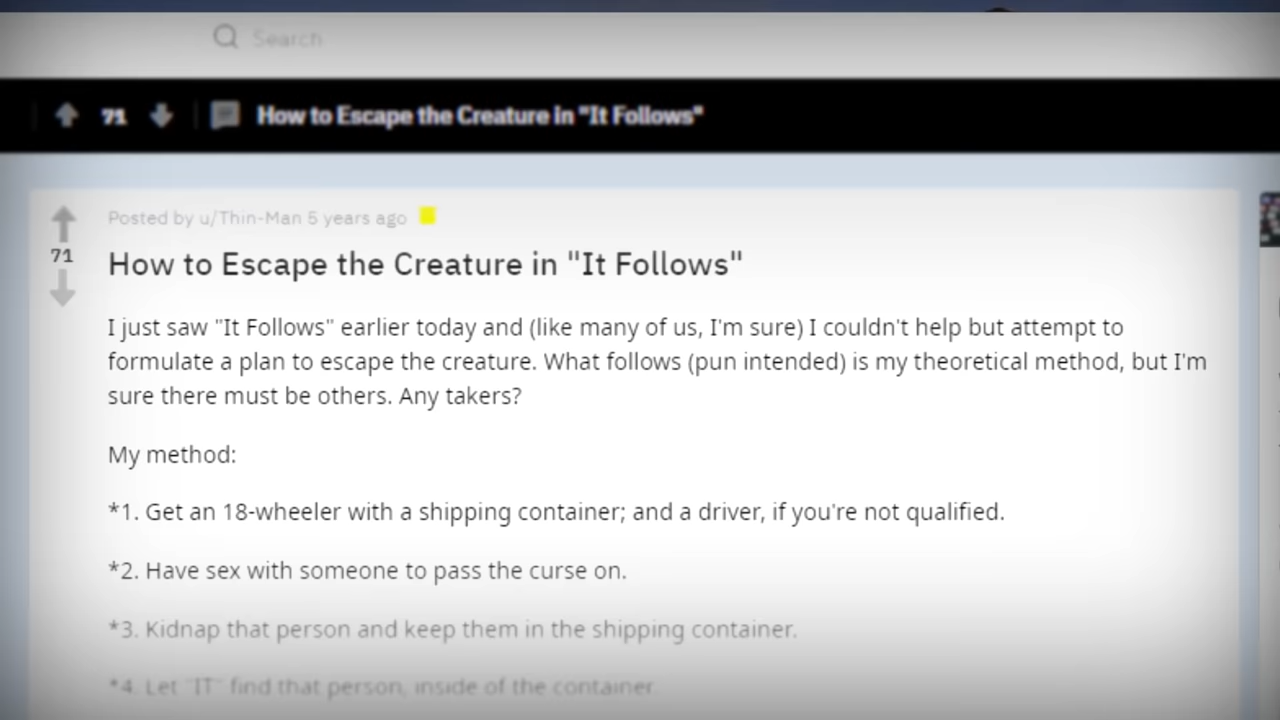 Search
71 How to Escape the Creature in "It Follows"
Posted by u/Thin-Man 5 years ago
71
How to Escape the Creature in "It Follows"
I just saw "It Follows" earlier today and (like many of us, I'm sure) I couldn't help but attempt to
formulate a plan to escape the creature. What follows (pun intended) is my theoretical method, but I'm
sure there must be others. Any takers?
My method:
*1. Get an 18-wheeler with a shipping container; and a driver, if you're not qualified.
*2. Have sex with someone to pass the curse on.
*3. Kidnap that person and keep them in the shipping container.
*4. Let "IT" find that person, inside of the container.